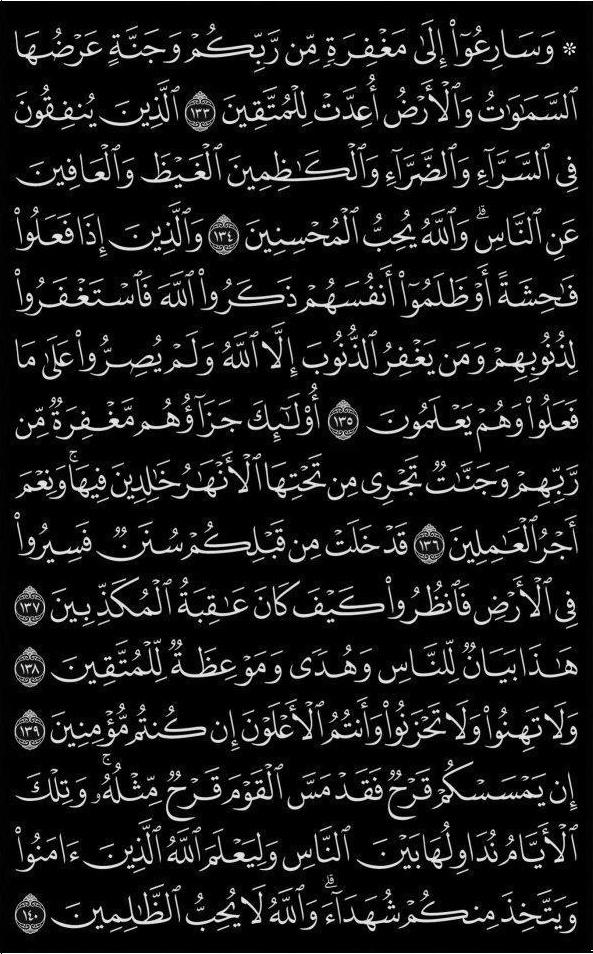 ۞ وَسَارِعُوٓا۟ إِلَىٰ مَغْفِرَةٍ مِّن رَّبِّكُمْ وَجَنَّةٍ عَرْضُهَا
ٱلسَّمَٰوَٰتُ وَٱلْأَرْضُ أُعِدَّتْ لِلْمُتَّقِينَ ١٣٣ ٱلَّذِينَ يُنفِقُونَ
فِى ٱلسَّرَّآءِ وَٱلضَّرَّآءِ وَٱلْكَٰظِمِينَ ٱلْغَيْظَ وَٱلْعَافِينَ
عَنِ ٱلنَّاسِ ۗ وَٱللَّهُ يُحِبُّ ٱلْمُحْسِنِينَ ١٣٤ وَٱلَّذِينَ إِذَا فَعَلُوا۟
فَٰحِشَةً أَوْ ظَلَمُوٓا۟ أَنفُسَهُمْ ذَكَرُوا۟ ٱللَّهَ فَٱسْتَغْفَرُوا۟
لِذُنُوبِهِمْ وَمَن يَغْفِرُ ٱلذُّنُوبَ إِلَّا ٱللَّهُ وَلَمْ يُصِرُّوا۟ عَلَىٰ مَا
فَعَلُوا۟ وَهُمْ يَعْلَمُونَ ١٣٥ أُو۟لَٰٓئِكَ جَزَآؤُهُم مَّغْفِرَةٌ مِّن
رَّبِّهِمْ وَجَنَّٰتٌ تَجْرِى مِن تَحْتِهَا ٱلْأَنْهَٰرُ خَٰلِدِينَ فِيهَا ۚ وَنِعْمَ
أَجْرُ ٱلْعَٰمِلِينَ ١٣٦ قَدْ خَلَتْ مِن قَبْلِكُمْ سُنَنٌ فَسِيرُوا۟
فِى ٱلْأَرْضِ فَٱنظُرُوا۟ كَيْفَ كَانَ عَٰقِبَةُ ٱلْمُكَذِّبِينَ ١٣٧
هَٰذَا بَيَانٌ لِّلنَّاسِ وَهُدًى وَمَوْعِظَةٌ لِّلْمُتَّقِينَ ١٣٨
وَلَا تَهِنُوا۟ وَلَا تَحْزَنُوا۟ وَأَنتُمُ ٱلْأَعْلَوْنَ إِن كُنتُم مُّؤْمِنِينَ ١٣٩
إِن يَمْسَسْكُمْ قَرْحٌ فَقَدْ مَسَّ ٱلْقَوْمَ قَرْحٌ مِّثْلُهُۥ ۚ وَتِلْكَ
ٱلْأَيَّامُ نُدَاوِلُهَا بَيْنَ ٱلنَّاسِ وَلِيَعْلَمَ ٱللَّهُ ٱلَّذِينَ ءَامَنُوا۟
وَيَتَّخِذَ مِنكُمْ شُهَدَآءَ ۗ وَٱللَّهُ لَا يُحِبُّ ٱلظَّٰلِمِينَ ١٤٠